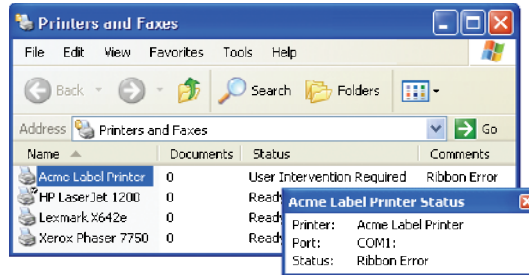 Printers and Faxes
File Edit View Favorites Tools Help
Back Search Folders
Address Printers and Faxes Go
Name Documents Status Comments
Acme Label Printer 0 User Intervention Required Ribbon Error
HP LaserJet 1200 0 Ready
Lexmark X642e 0 Ready
Xerox Phaser 7750 0 Ready
Acme Label Printer Status
Printer: Acme Label Printer
Port: COM1:
Status: Ribbon Error